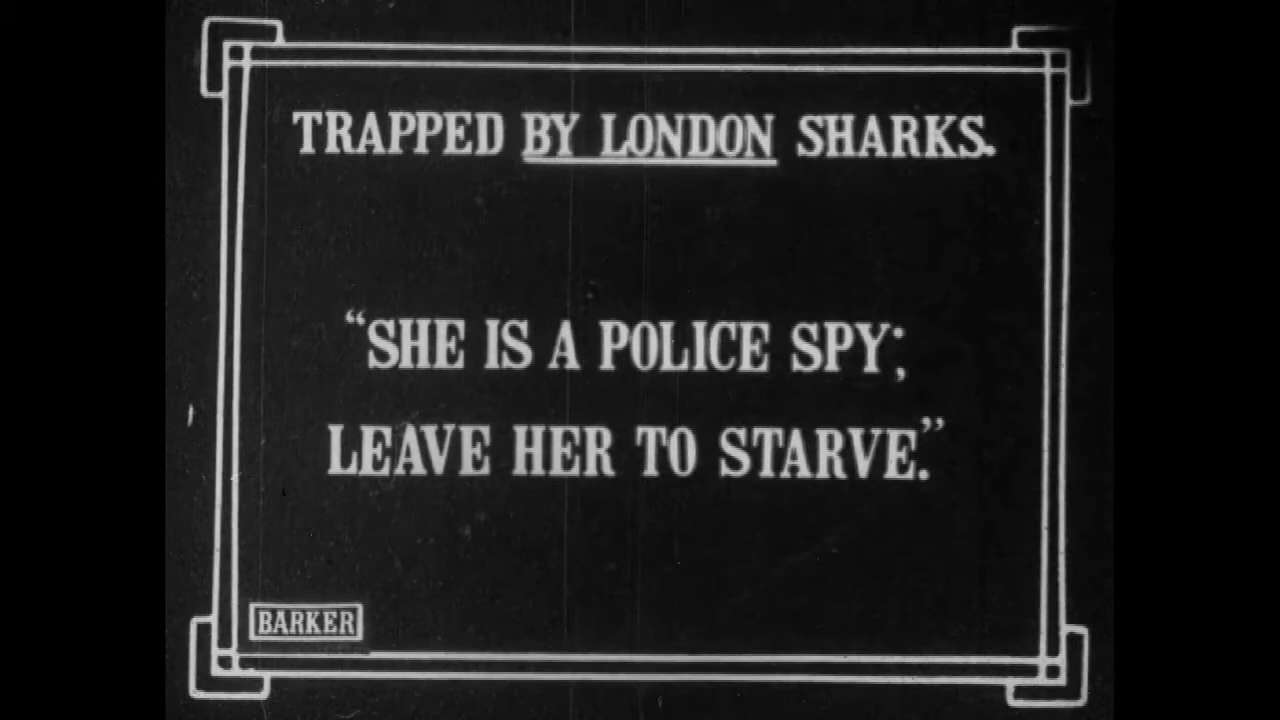 TRAPPED BY LONDON SHARKS.
“SHE IS A POLICE SPY;
LEAVE HER TO STARVE.”
BARKER